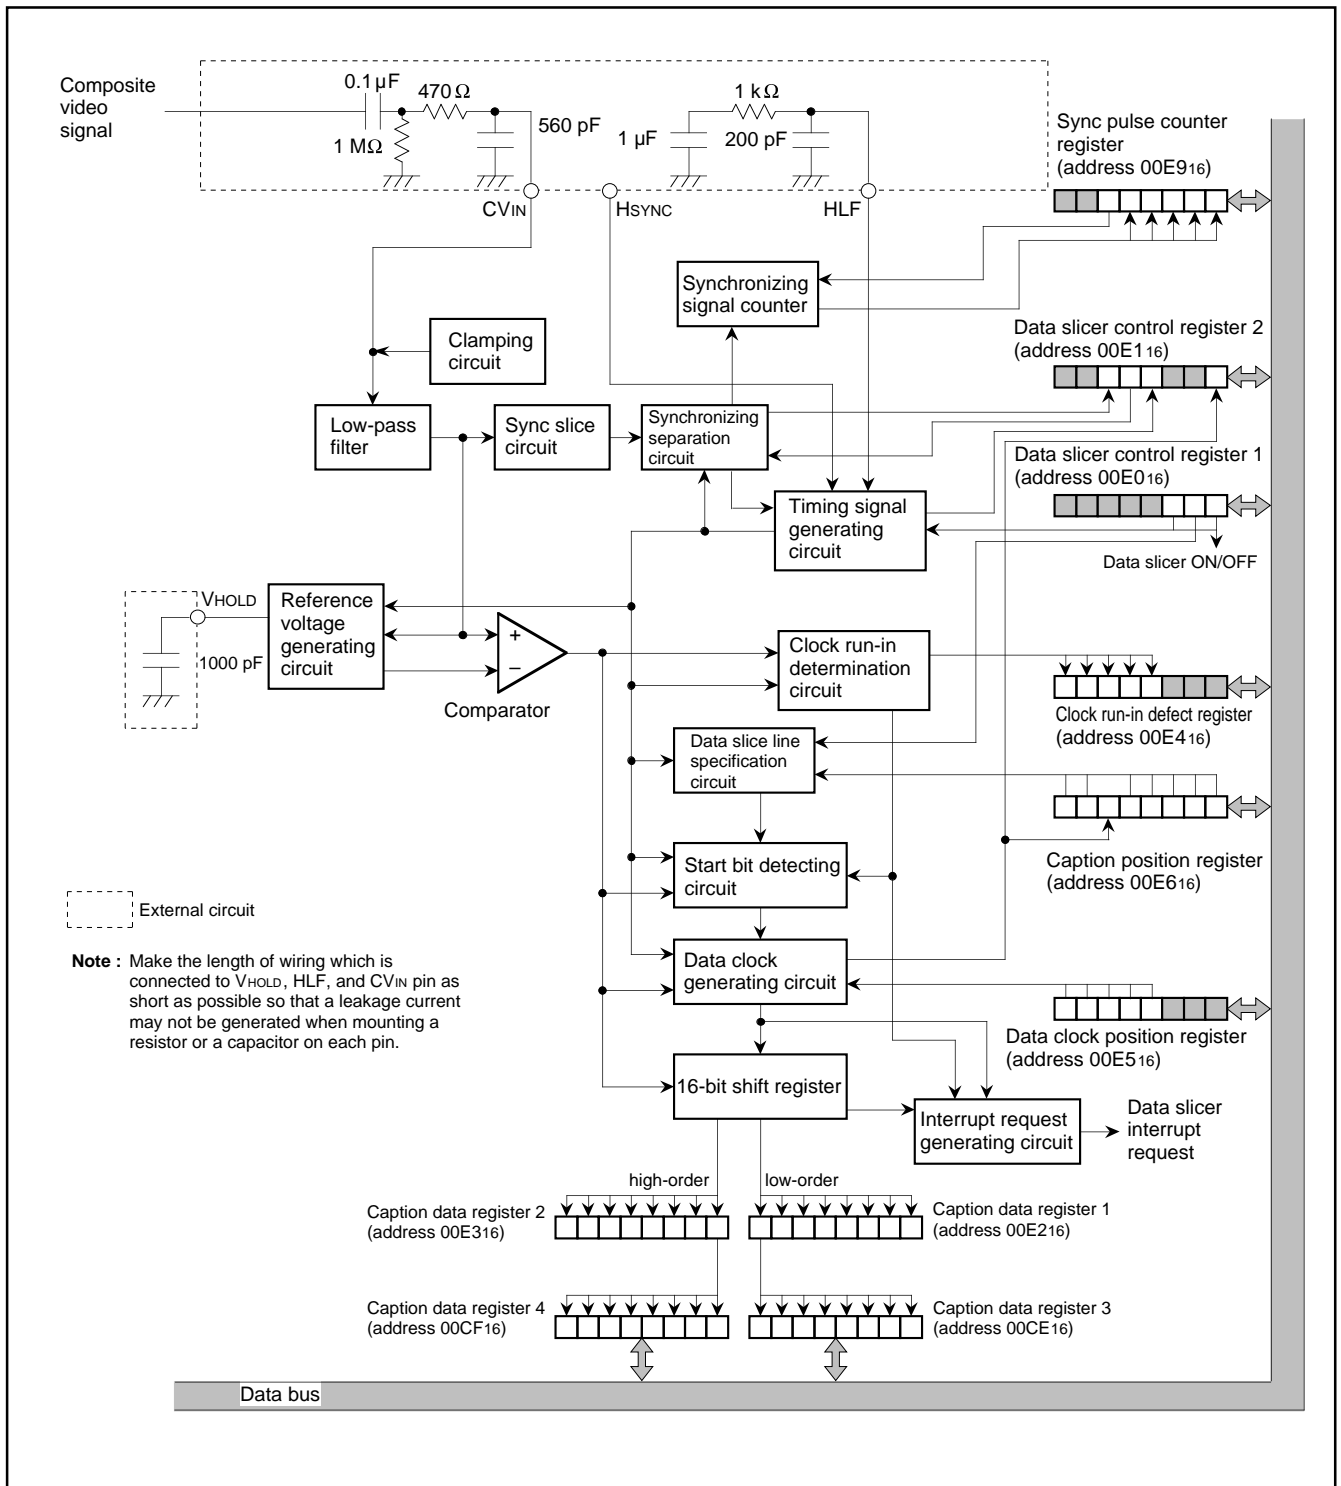 Composite
video
signal
0.1 µF
470 Ω
1 MΩ
560 pF
1 kΩ
1 µF
200 pF
CVIN
HSYNC
HLF
Sync pulse counter
register
(address 00E916)
Synchronizing
signal counter
Data slicer control register 2
(address 00E116)
Clamping
circuit
Low-pass
filter
Sync slice
circuit
Synchronizing
separation
circuit
Data slicer control register 1
(address 00E016)
Timing signal
generating
circuit
Data slicer ON/OFF
VHOLD
1000 pF
Reference
voltage
generating
circuit
+
–
Comparator
Clock run-in
determination
circuit
Clock run-in defect register
(address 00E416)
Data slice line
specification
circuit
Start bit detecting
circuit
Caption position register
(address 00E616)
External circuit
Note : Make the length of wiring which is
connected to VHOLD, HLF, and CVIN pin as
short as possible so that a leakage current
may not be generated when mounting a
resistor or a capacitor on each pin.
Data clock
generating circuit
Data clock position register
(address 00E516)
16-bit shift register
Interrupt request
generating circuit
Data slicer
interrupt
request
high-order
low-order
Caption data register 2
(address 00E316)
Caption data register 1
(address 00E216)
Caption data register 4
(address 00CF16)
Caption data register 3
(address 00CE16)
Data bus